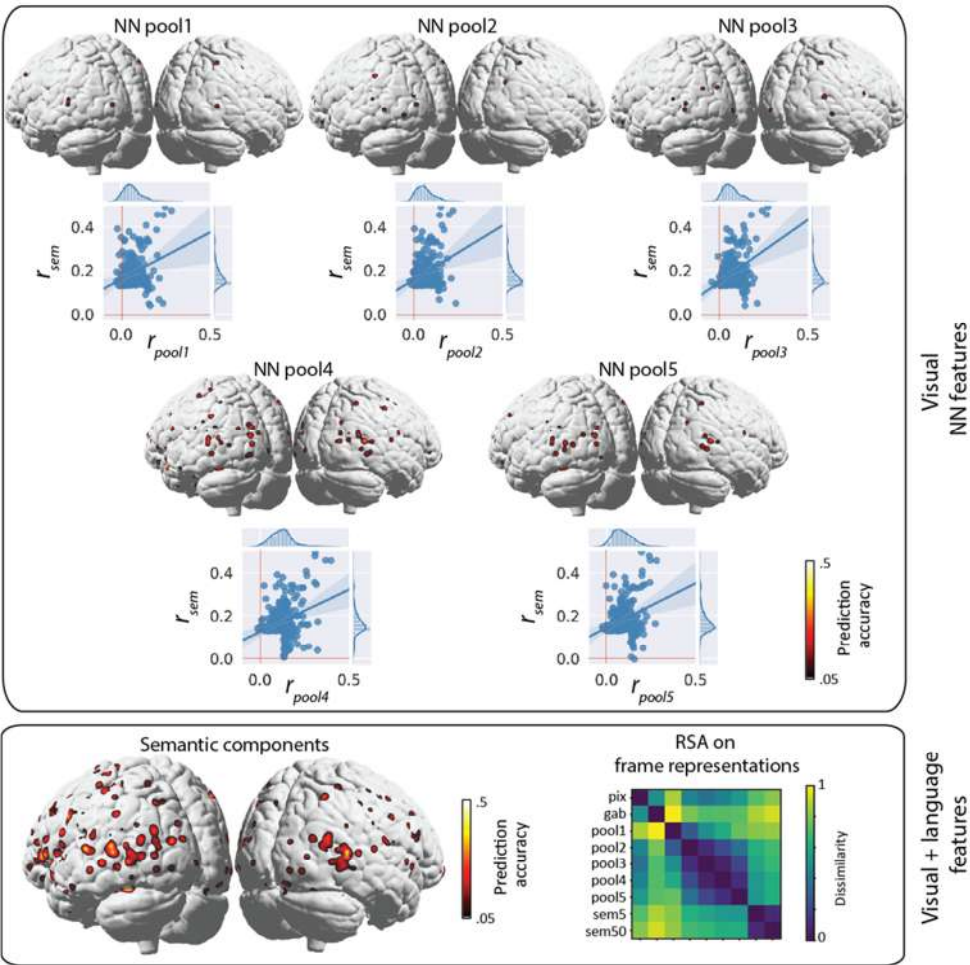 NN pool1
NN pool2
NN pool3
0.4
0.2
0.0
r_sem
0.0
0.5
r_pool1
0.4
0.2
0.0
r_sem
0.0
0.5
r_pool2
0.4
0.2
0.0
r_sem
0.0
0.5
r_pool3
NN pool4
NN pool5
0.4
0.2
0.0
r_sem
0.0
0.5
r_pool4
0.4
0.2
0.0
r_sem
0.0
0.5
r_pool5
.5
Prediction
accuracy
.05
Visual
NN features
Semantic components
.5
Prediction
accuracy
.05
RSA on
frame representations
pix
gab
pool1
pool2
pool3
pool4
pool5
sem5
sem50
1
Dissimilarity
0
Visual + language
features